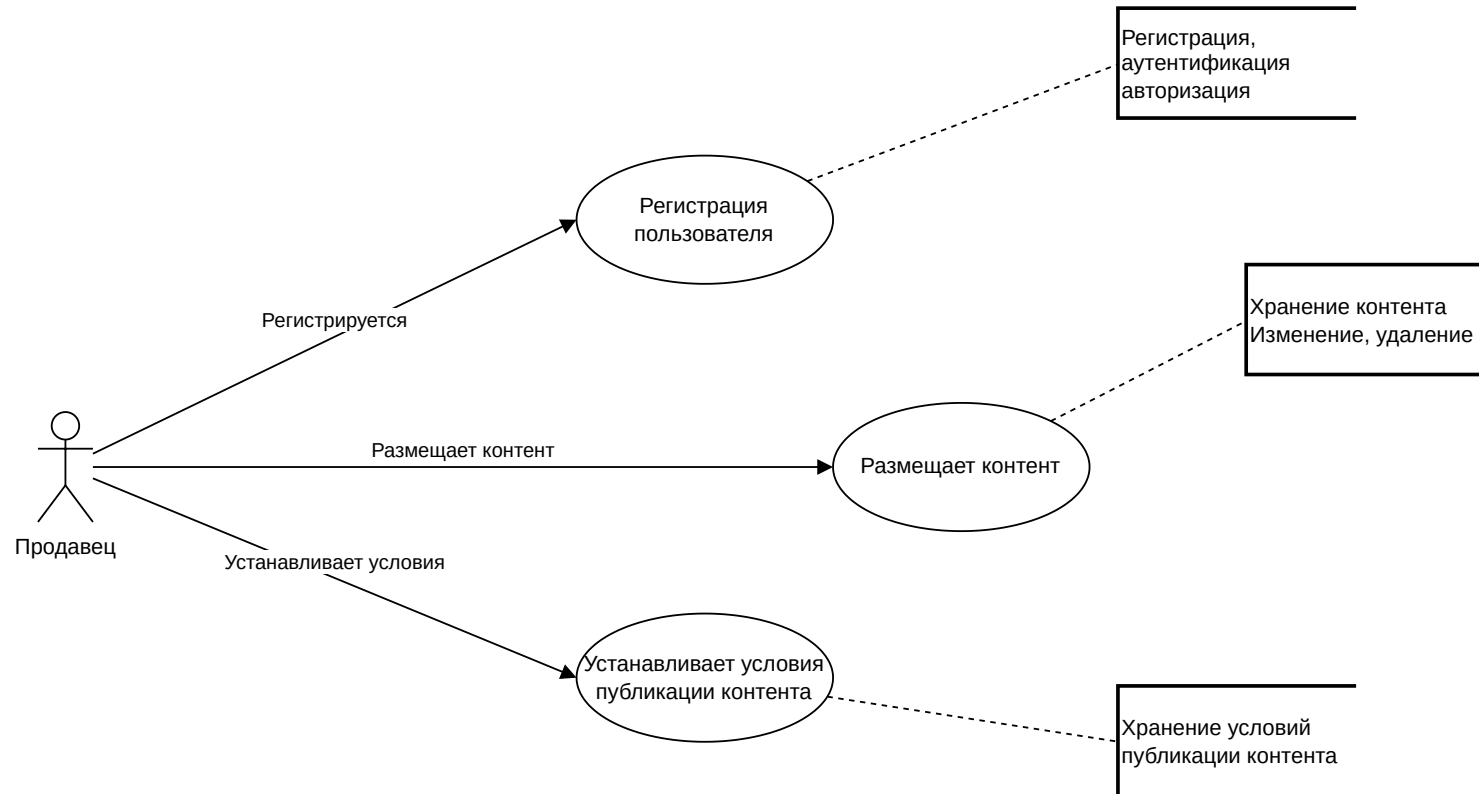 Регистрация,
аутентификация
авторизация
Регистрация
пользователя
Хранение контента
Изменение, удаление
Регистрируется
Размещает контент
Размещает контент
Продавец
Устанавливает условия
Устанавливает условия
публикации контента
Хранение условий
публикации контента